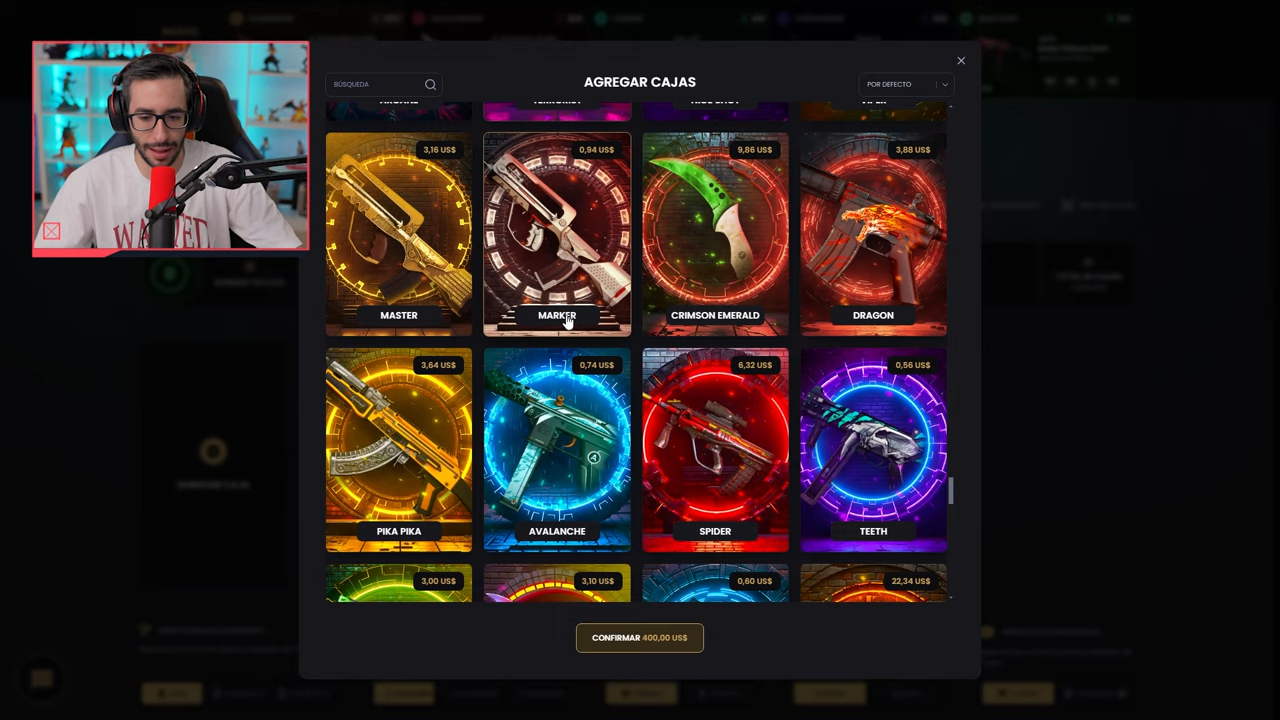 BÚSQUEDA
AGREGAR CAJAS
POR DEFECTO
3,16 US$
0,94 US$
9,86 US$
3,88 US$
MASTER
MARKER
CRIMSON EMERALD
DRAGON
3,64 US$
0,74 US$
6,32 US$
0,56 US$
PIKA PIKA
AVALANCHE
SPIDER
TEETH
3,00 US$
3,10 US$
0,60 US$
22,34 US$
CONFIRMAR 400,00 US$